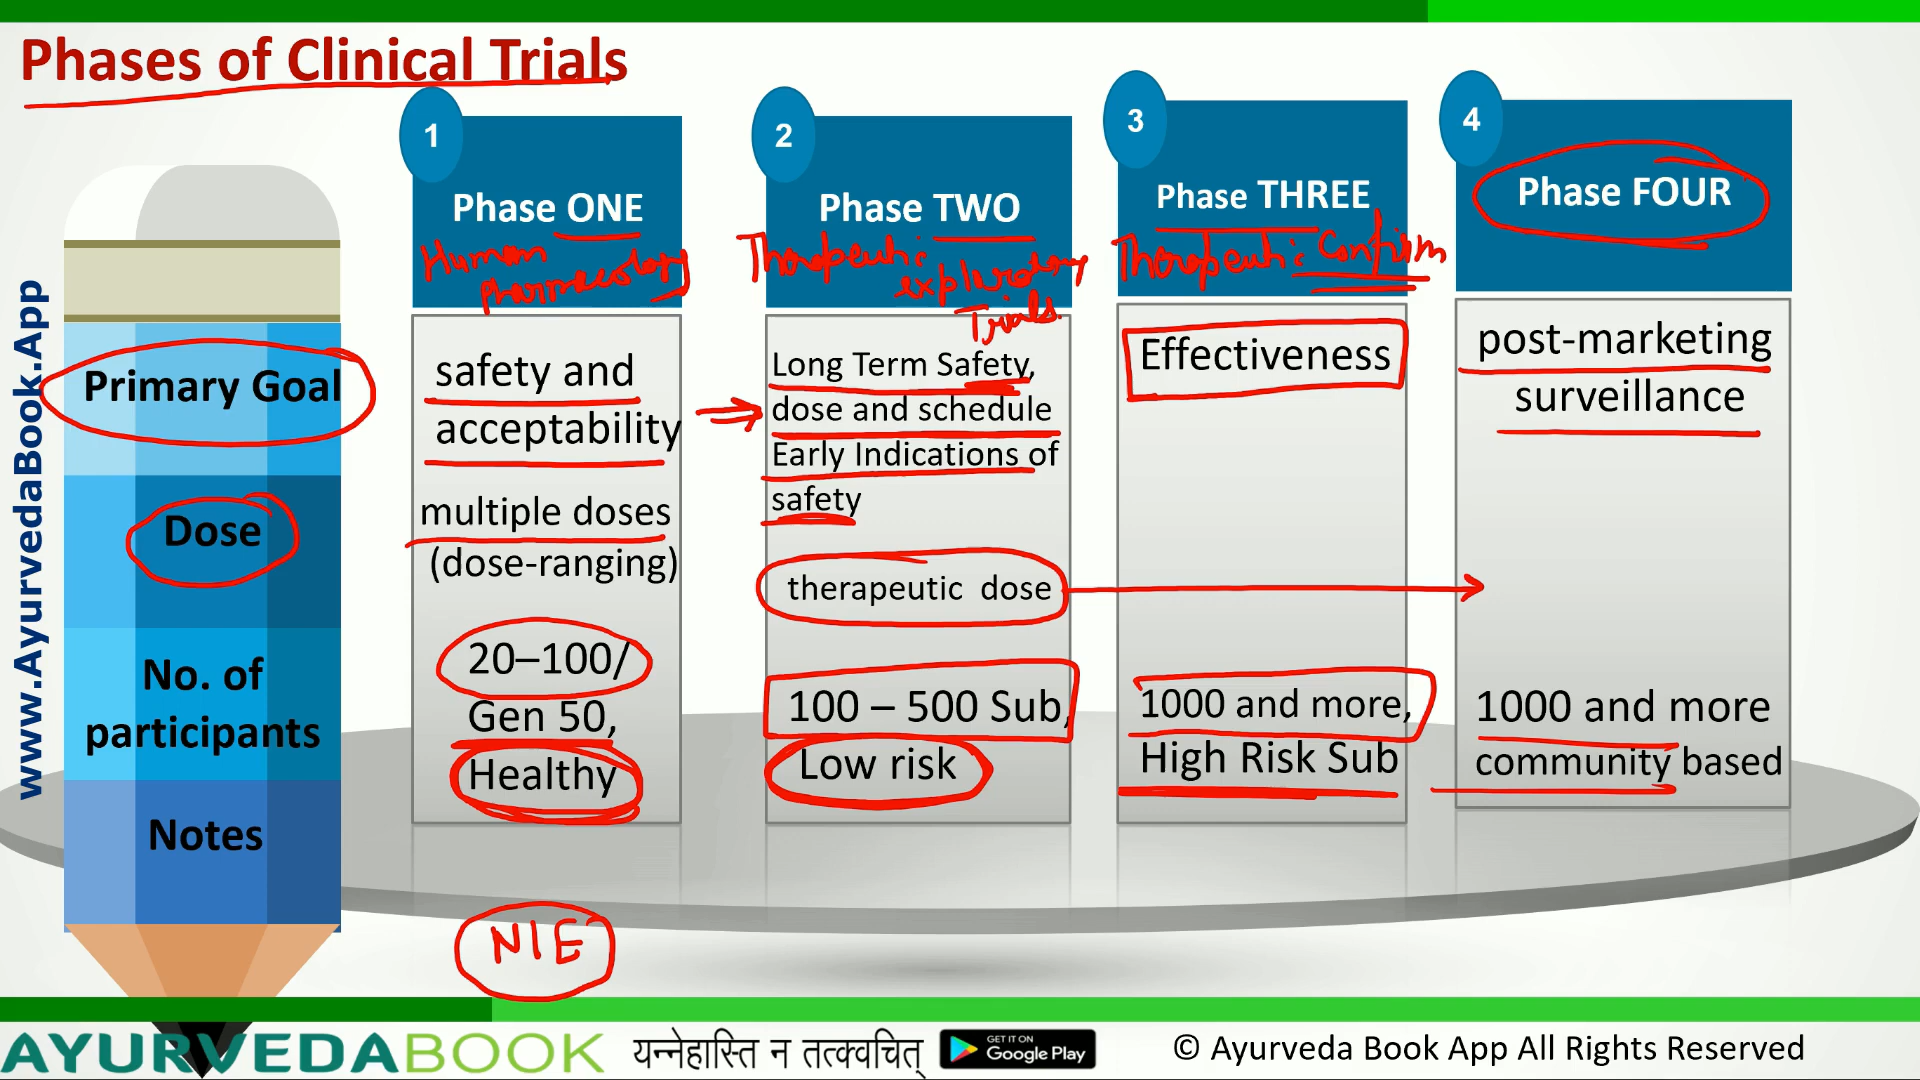 Phases of Clinical Trials
www.AyurvedaBook.App
Primary Goal
Dose
No. of
participants
Notes
1
Phase ONE
Human
pharmacology
safety and
acceptability
multiple doses
(dose-ranging)
20–100/
Gen 50,
Healthy
NIE
2
Phase TWO
Therapeutic
exploratory
Trials.
Long Term Safety,
dose and schedule
Early Indications of
safety
therapeutic dose
100 – 500 Sub,
Low risk
3
Phase THREE
Therapeutic Confirm
Effectiveness
1000 and more,
High Risk Sub
4
Phase FOUR
post-marketing
surveillance
1000 and more
community based
AYURVEDABOOK
यन्नेहास्ति न तत्क्वचित्
GET IT ON
Google Play
© Ayurveda Book App All Rights Reserved